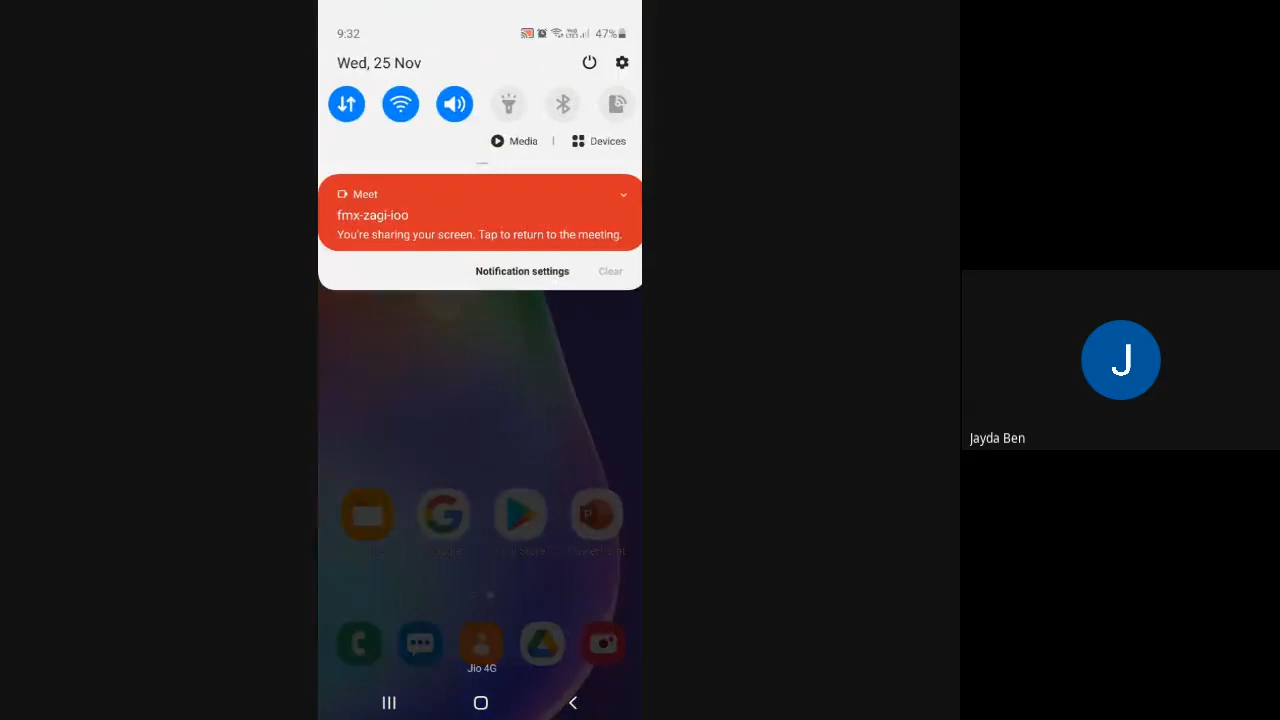 9:32
47%
Wed, 25 Nov
Media | Devices
Meet
fmx-zagi-ioo
You're sharing your screen. Tap to return to the meeting.
Notification settings Clear
Jio 4G
J
Jayda Ben